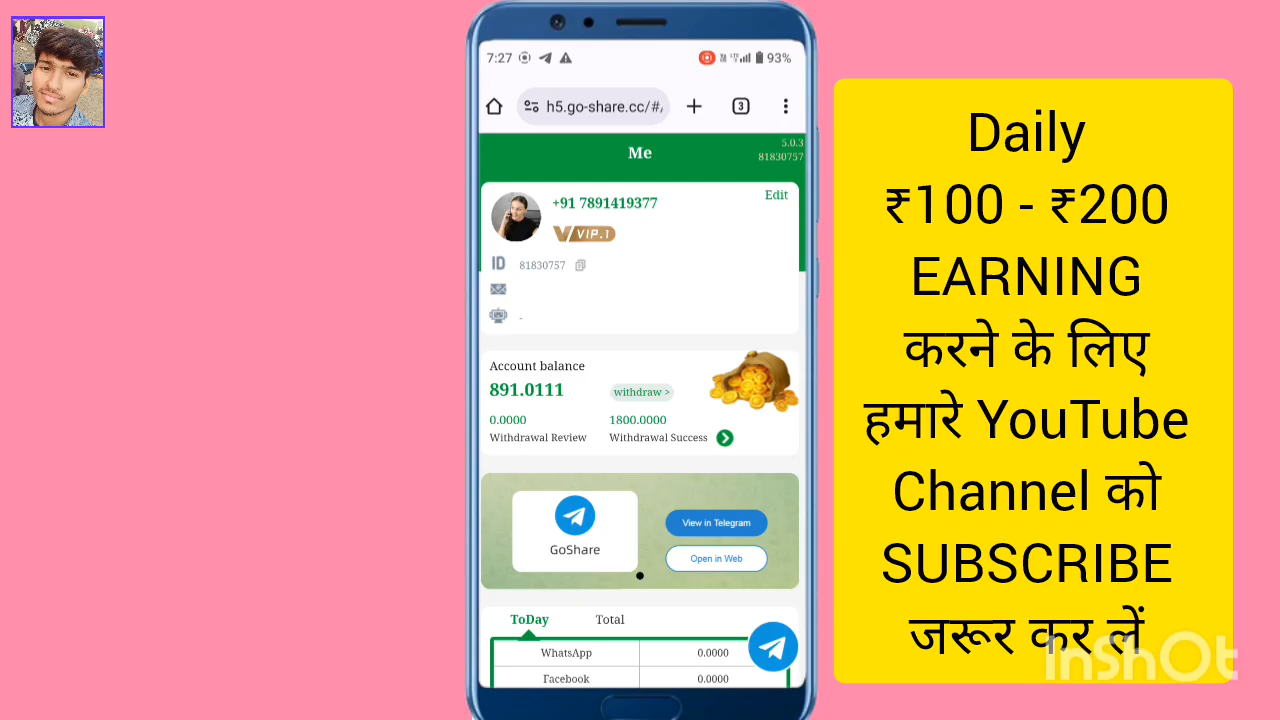 7:27
93%
h5.go-share.cc/#/
3
Me
5.0.3
81830757
+91 7891419377
Edit
VIP.1
ID 81830757
-
Account balance
891.0111
withdraw >
0.0000
1800.0000
Withdrawal Review
Withdrawal Success
GoShare
View in Telegram
Open in Web
ToDay
Total
WhatsApp
0.0000
Facebook
0.0000
Daily
₹100 - ₹200
EARNING
करने के लिए
हमारे YouTube
Channel को
SUBSCRIBE
जरूर कर लें
InShOt